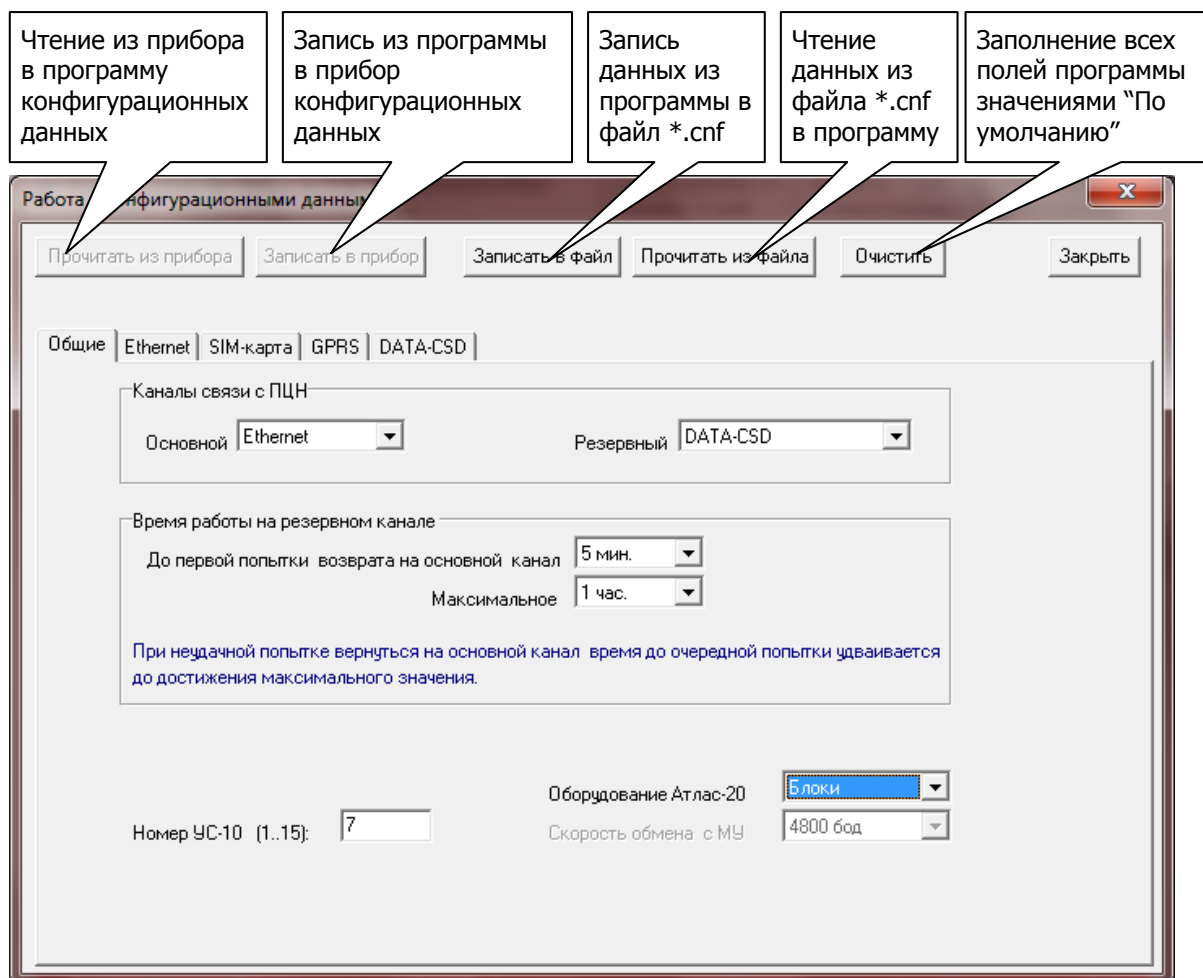 Чтение из прибора
в программу
конфигурационных
данных
Запись из программы
в прибор
конфигурационных
данных
Запись
данных из
программы в
файл *.cnf
Чтение
данных из
файла *.cnf
в программу
Заполнение всех
полей программы
значениями “По
умолчанию”
Работа нфигурационными данным
Прочитать из прибора
Записать в прибор
Записать в файл
Прочитать из файла
Очистить
Закрыть
Общие
Ethernet
SIM-карта
GPRS
DATA-CSD
Каналы связи с ПЦН
Основной Ethernet
Резервный DATA-CSD
Время работы на резервном канале
До первой попытки возврата на основной канал 5 мин.
Максимальное 1 час.
При неудачной попытке вернуться на основной канал время до очередной попытки удваивается
до достижения максимального значения.
Оборудование Атлас-20 Блоки
Номер УС-10 (1..15): 7
Скорость обмена с МУ 4800 бод